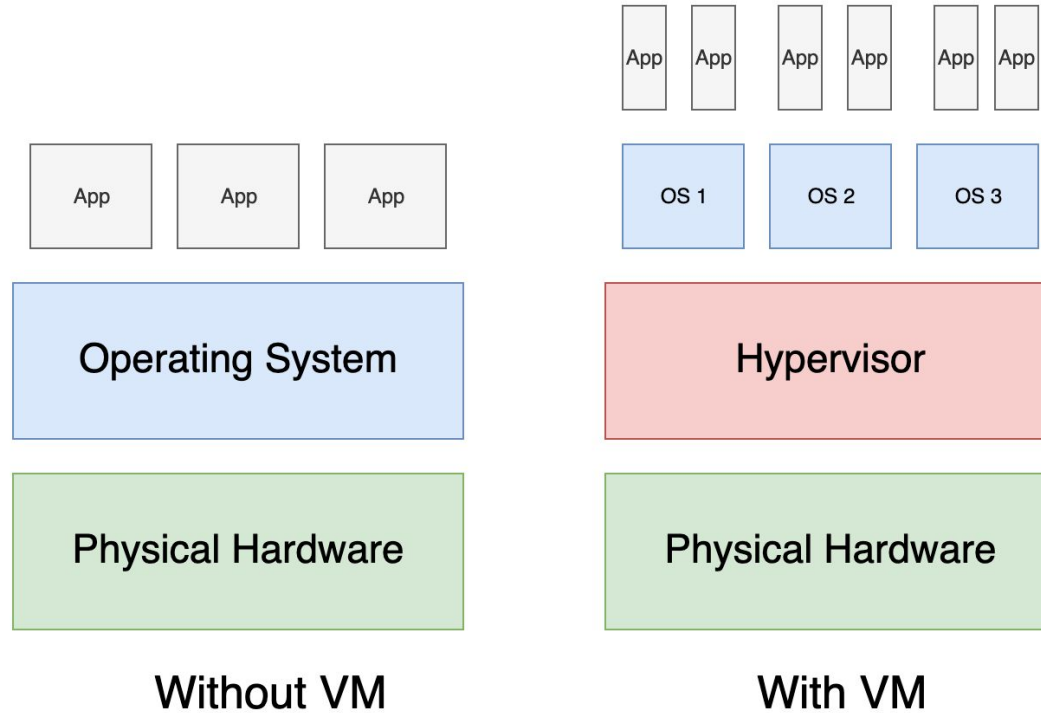 App
App
App
Operating System
Physical Hardware
Without VM
App
App
App
App
App
App
OS 1
OS 2
OS 3
Hypervisor
Physical Hardware
With VM